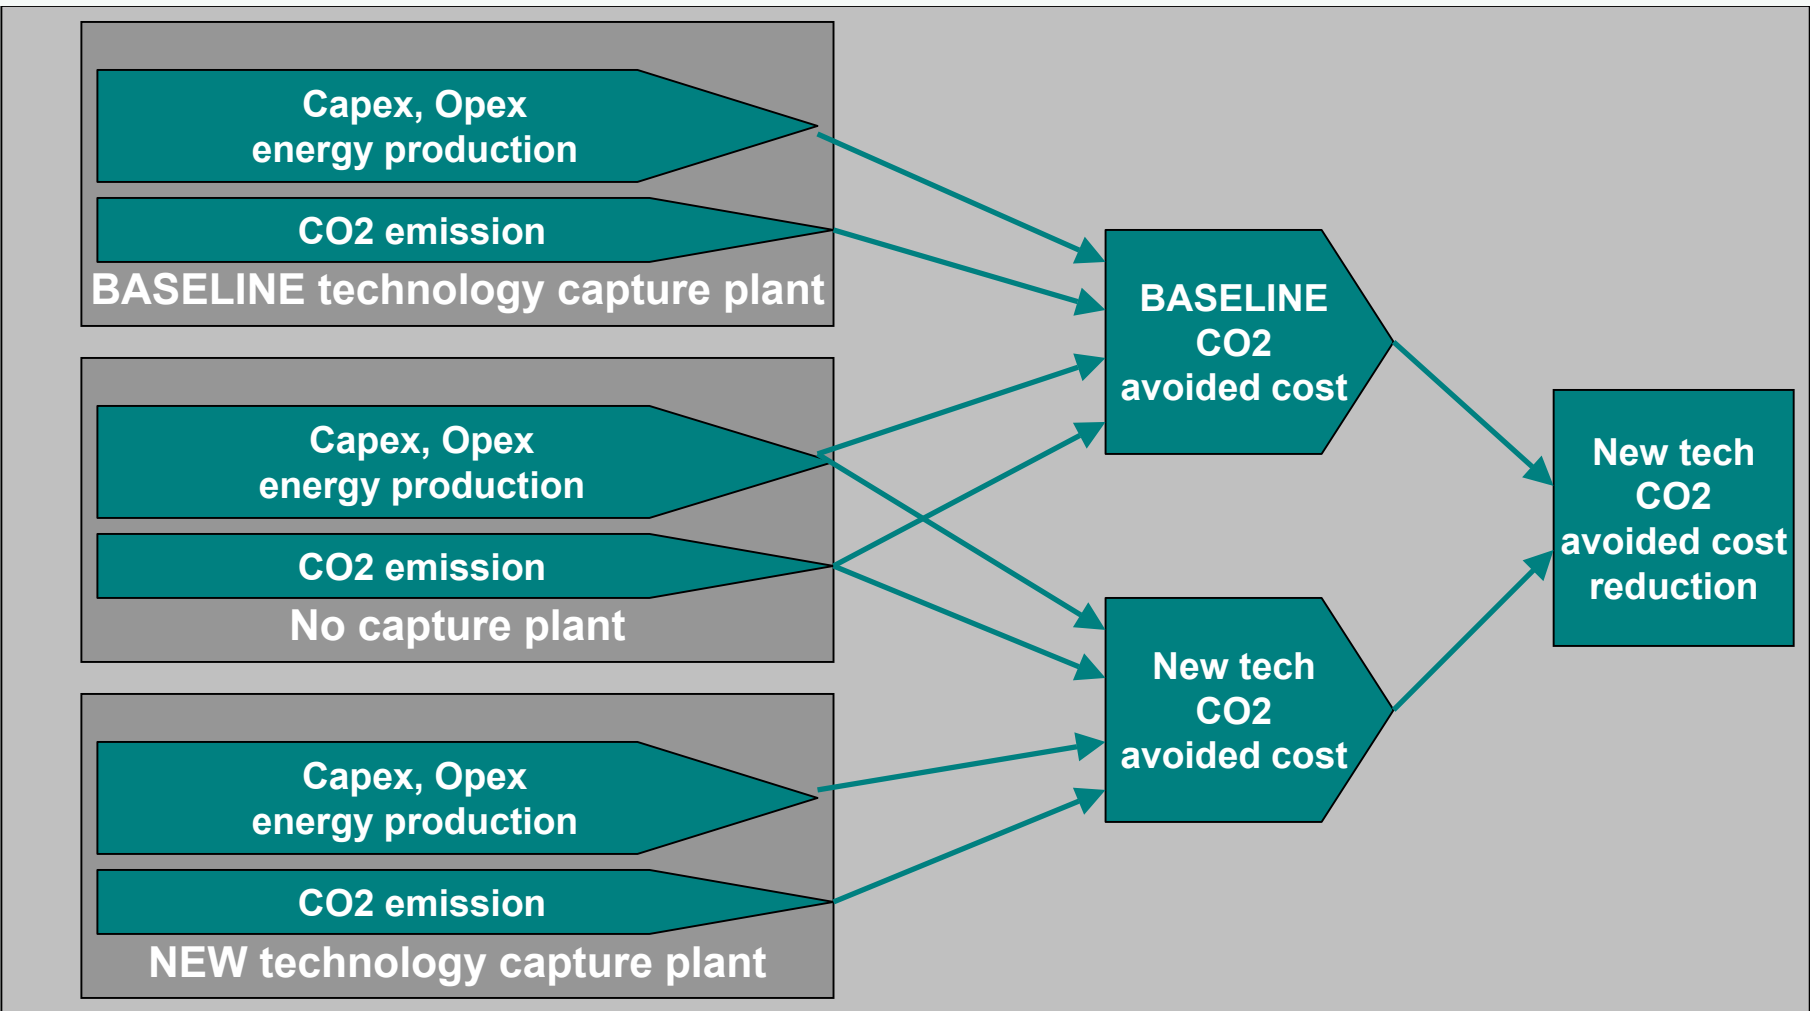 Capex, Opex
energy production
CO2 emission
BASELINE technology capture plant
Capex, Opex
energy production
CO2 emission
No capture plant
Capex, Opex
energy production
CO2 emission
NEW technology capture plant
BASELINE
CO2
avoided cost
New tech
CO2
avoided cost
New tech
CO2
avoided cost
reduction